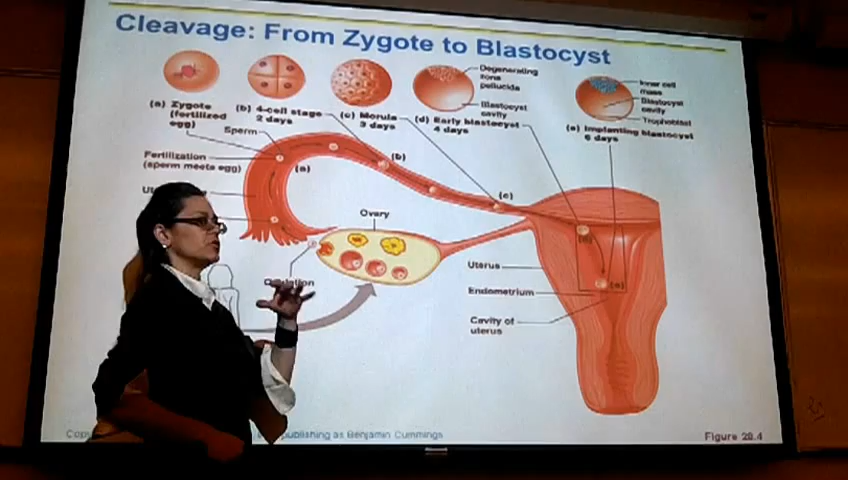 Cleavage: From Zygote to Blastocyst
Degenerating
zona
pellucida
Blastocyst
cavity
Inner cell
mass
Blastocyst
cavity
Trophoblast
(a) Zygote
(fertilized
egg)
(b) 4-cell stage
2 days
(c) Morula
3 days
(d) Early blastocyst
4 days
(e) Implanting blastocyst
6 days
Sperm
Fertilization
(sperm meets egg)
(a)
(b)
(c)
(d)
(e)
Ovary
Uterus
Endometrium
Cavity of
uterus
publishing as Benjamin Cummings
Figure 28.4